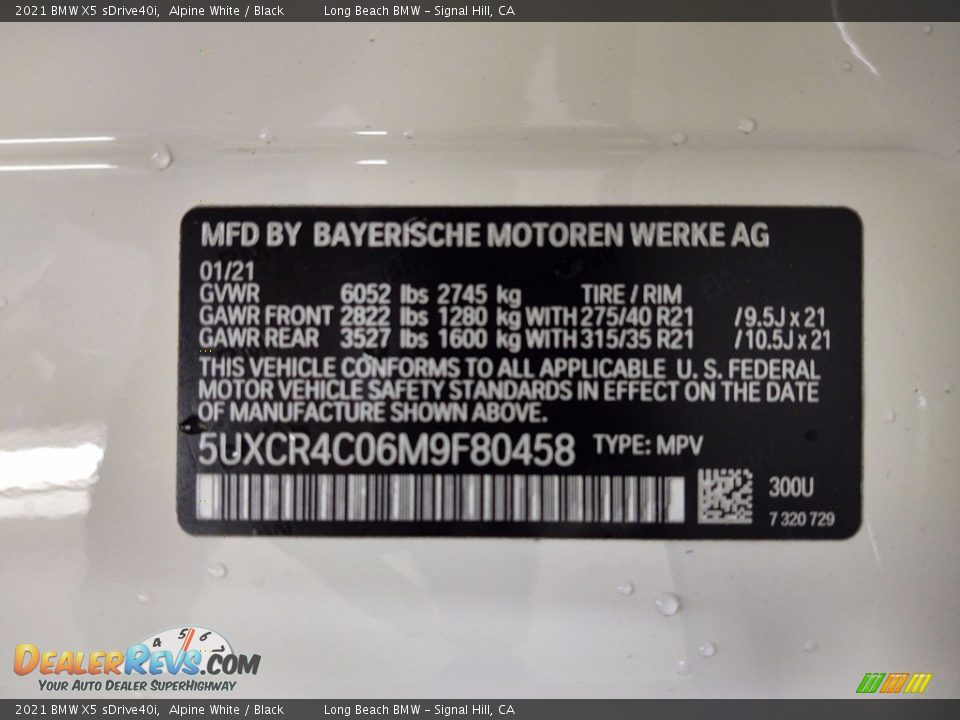 2021 BMW X5 sDrive40i, Alpine White / Black Long Beach BMW - Signal Hill, CA
MFD BY BAYERISCHE MOTOREN WERKE AG
01/21
GVWR 6052 lbs 2745 kg TIRE / RIM
GAWR FRONT 2822 lbs 1280 kg WITH 275/40 R21 / 9.5J x 21
GAWR REAR 3527 lbs 1600 kg WITH 315/35 R21 / 10.5J x 21
THIS VEHICLE CONFORMS TO ALL APPLICABLE U. S. FEDERAL
MOTOR VEHICLE SAFETY STANDARDS IN EFFECT ON THE DATE
OF MANUFACTURE SHOWN ABOVE.
5UXCR4C06M9F80458 TYPE: MPV
300U
7 320 729
4 5 6 7
DEALERREVS.COM
YOUR AUTO DEALER SUPERHIGHWAY
2021 BMW X5 sDrive40i, Alpine White / Black Long Beach BMW - Signal Hill, CA